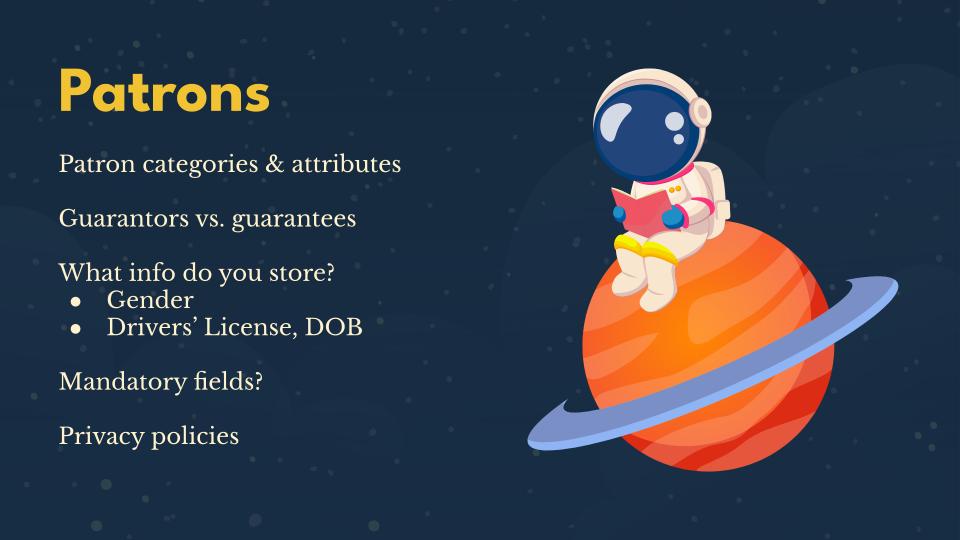 Patrons
Patron categories & attributes
Guarantors vs. guarantees
What info do you store?
● Gender
● Drivers’ License, DOB
Mandatory fields?
Privacy policies